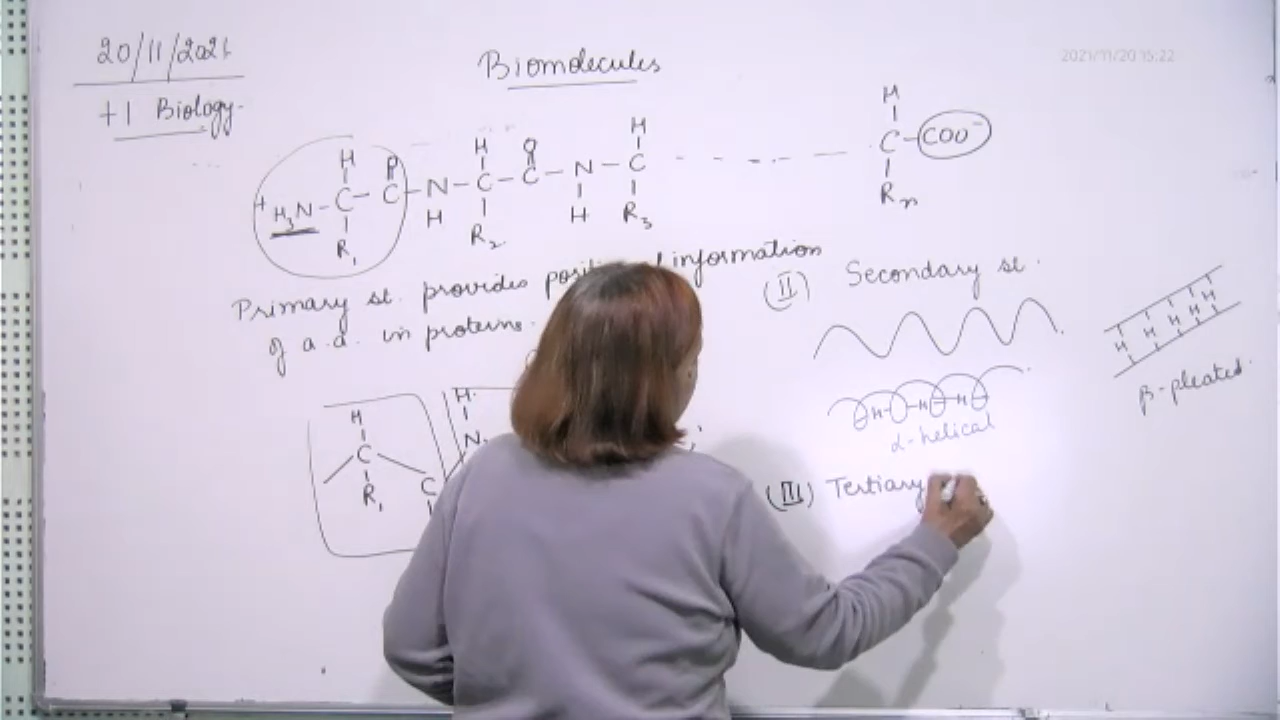 20/11/2021
+1 Biology.
Biomolecules
2021/11/20 15:22
H H O H H
+H3N - C - C - N - C - C - N - C - - - - - C - COO-
R1 H R2 H R3 Rn
Primary st. provides information
of a.a. in proteins.
(II) Secondary st.
H H H H H
β-pleated.
H H H
α-helical
(III) Tertiary
H H
C N
R1 C